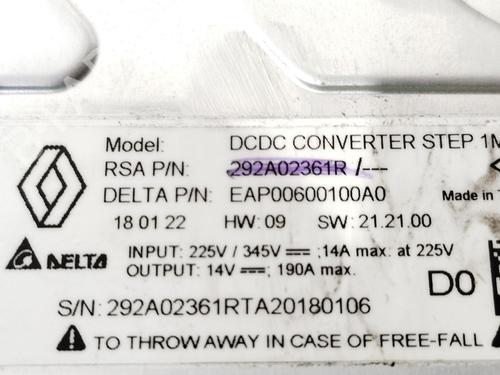 Model: DCDC CONVERTER STEP 1M
RSA P/N: 292A02361R /---
DELTA P/N: EAP00600100A0
Made in
18 01 22 HW: 09 SW: 21.21.00
DELTA
INPUT: 225V / 345V ⎓ ;14A max: at 225V
OUTPUT: 14V ⎓; 190A max.
D0
S/N: 292A02361RTA20180106
TO THROW AWAY IN CASE OF FREE-FALL